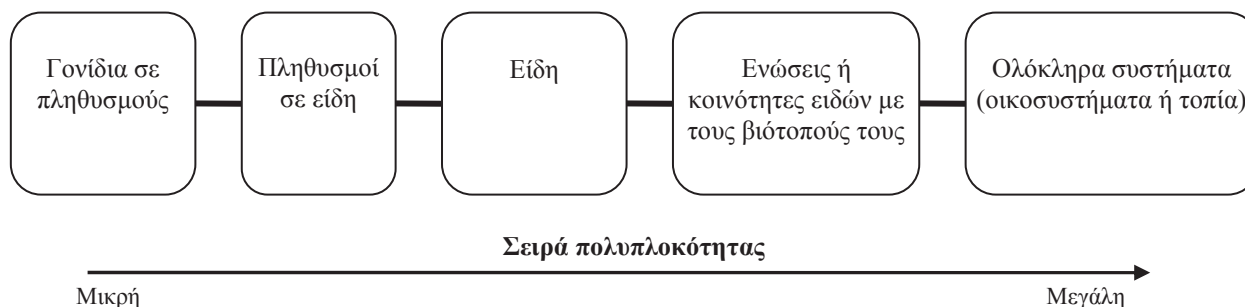 Γονίδια σε
πληθυσμούς
Πληθυσμοί
σε είδη
Είδη
Ενώσεις ή
κοινότητες ειδών με
τους βιότοπούς τους
Ολόκληρα συστήματα
(οικοσυστήματα ή τοπία)
Σειρά πολυπλοκότητας
Μικρή
Μεγάλη